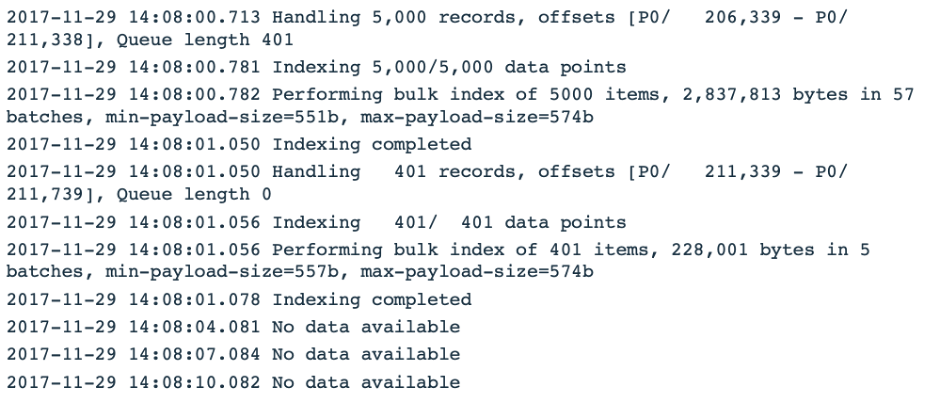 2017-11-29 14:08:00.713 Handling 5,000 records, offsets [P0/   206,339 - P0/
211,338], Queue length 401
2017-11-29 14:08:00.781 Indexing 5,000/5,000 data points
2017-11-29 14:08:00.782 Performing bulk index of 5000 items, 2,837,813 bytes in 57
batches, min-payload-size=551b, max-payload-size=574b
2017-11-29 14:08:01.050 Indexing completed
2017-11-29 14:08:01.050 Handling   401 records, offsets [P0/   211,339 - P0/
211,739], Queue length 0
2017-11-29 14:08:01.056 Indexing   401/  401 data points
2017-11-29 14:08:01.056 Performing bulk index of 401 items, 228,001 bytes in 5
batches, min-payload-size=557b, max-payload-size=574b
2017-11-29 14:08:01.078 Indexing completed
2017-11-29 14:08:04.081 No data available
2017-11-29 14:08:07.084 No data available
2017-11-29 14:08:10.082 No data available